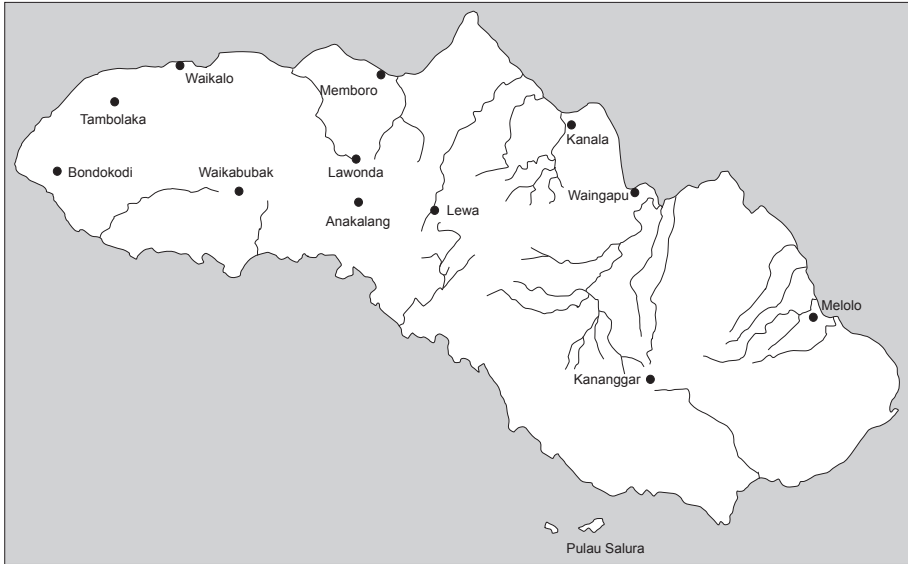 Waikalo
Memboro
Tambolaka
Kanala
Bondokodi
Waikabubak
Lawonda
Waingapu
Anakalang
Lewa
Melolo
Kananggar
Pulau Salura